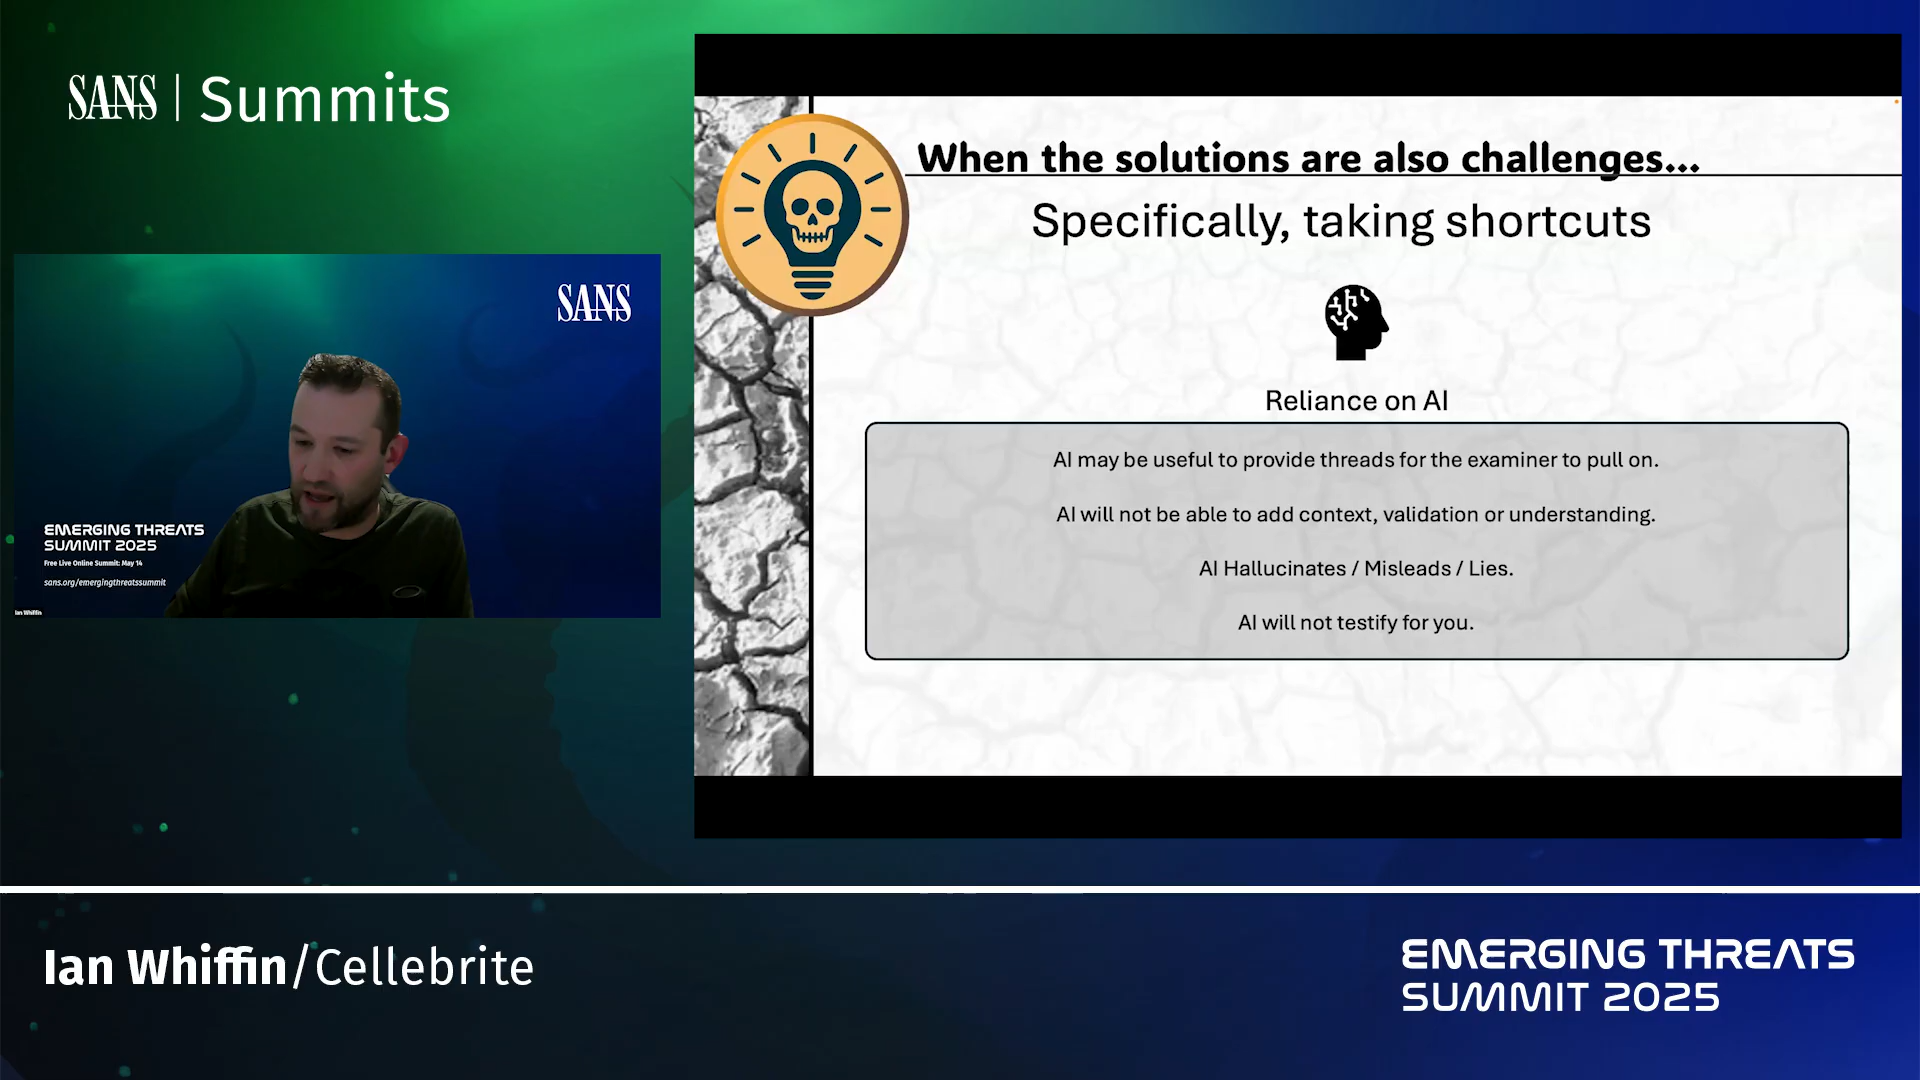 SANS | Summits
SANS
EMERGING THREATS
SUMMIT 2025
Free Live Online Summit: May 14
sans.org/emergingthreatssummit
Ian Whiffin
When the solutions are also challenges...
Specifically, taking shortcuts
Reliance on AI
AI may be useful to provide threads for the examiner to pull on.
AI will not be able to add context, validation or understanding.
AI Hallucinates / Misleads / Lies.
AI will not testify for you.
Ian Whiffin/Cellebrite
EMERGING THREATS
SUMMIT 2025